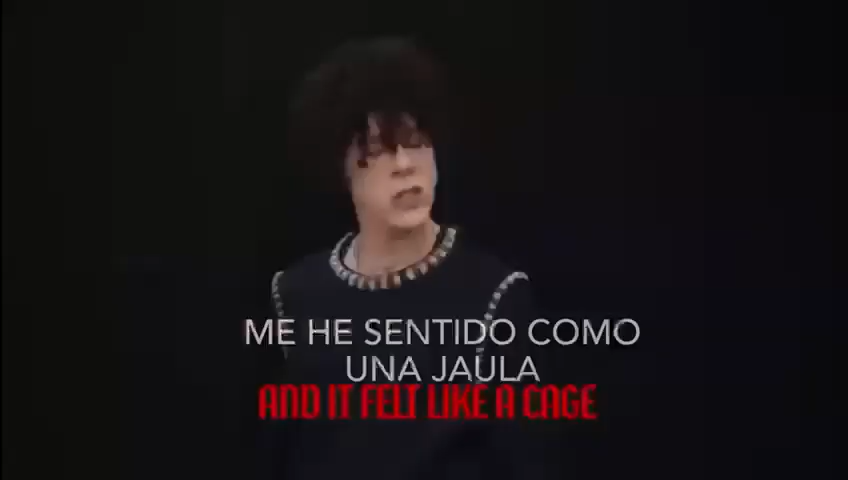 ME HE SENTIDO COMO
UNA JAULA
AND IT FELT LIKE A CAGE